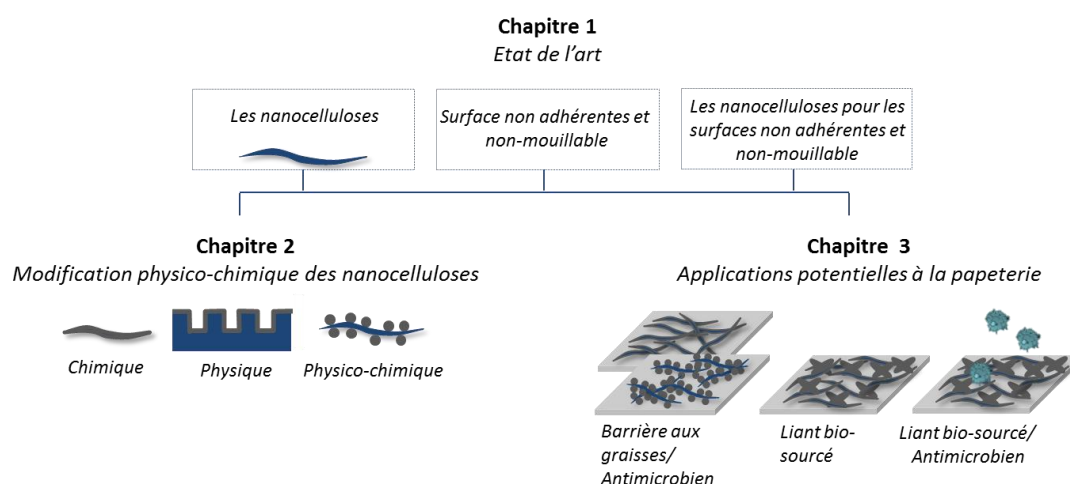 Chapitre 1
Etat de l'art
Les nanocelluloses
Surface non adhérentes et
non-mouillable
Les nanocelluloses pour les
surfaces non adhérentes et
non-mouillable
Chapitre 2
Modification physico-chimique des nanocelluloses
Chimique
Physique
Physico-chimique
Chapitre 3
Applications potentielles à la papeterie
Barrière aux
graisses/
Antimicrobien
Liant bio-
sourcé
Liant bio-sourcé/
Antimicrobien